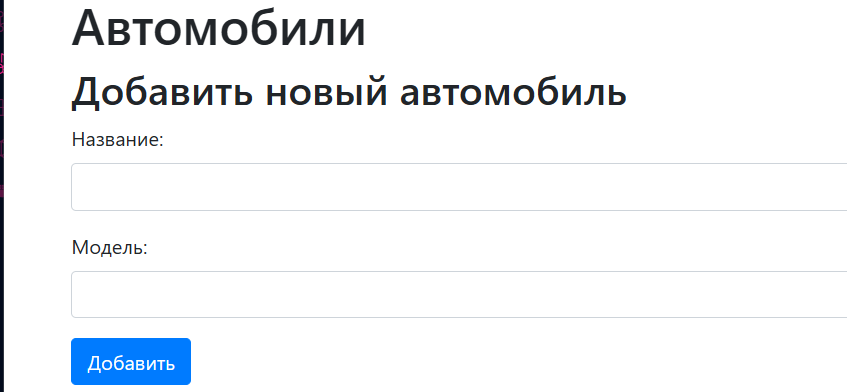 Автомобили
Добавить новый автомобиль
Название:
Модель:
Добавить